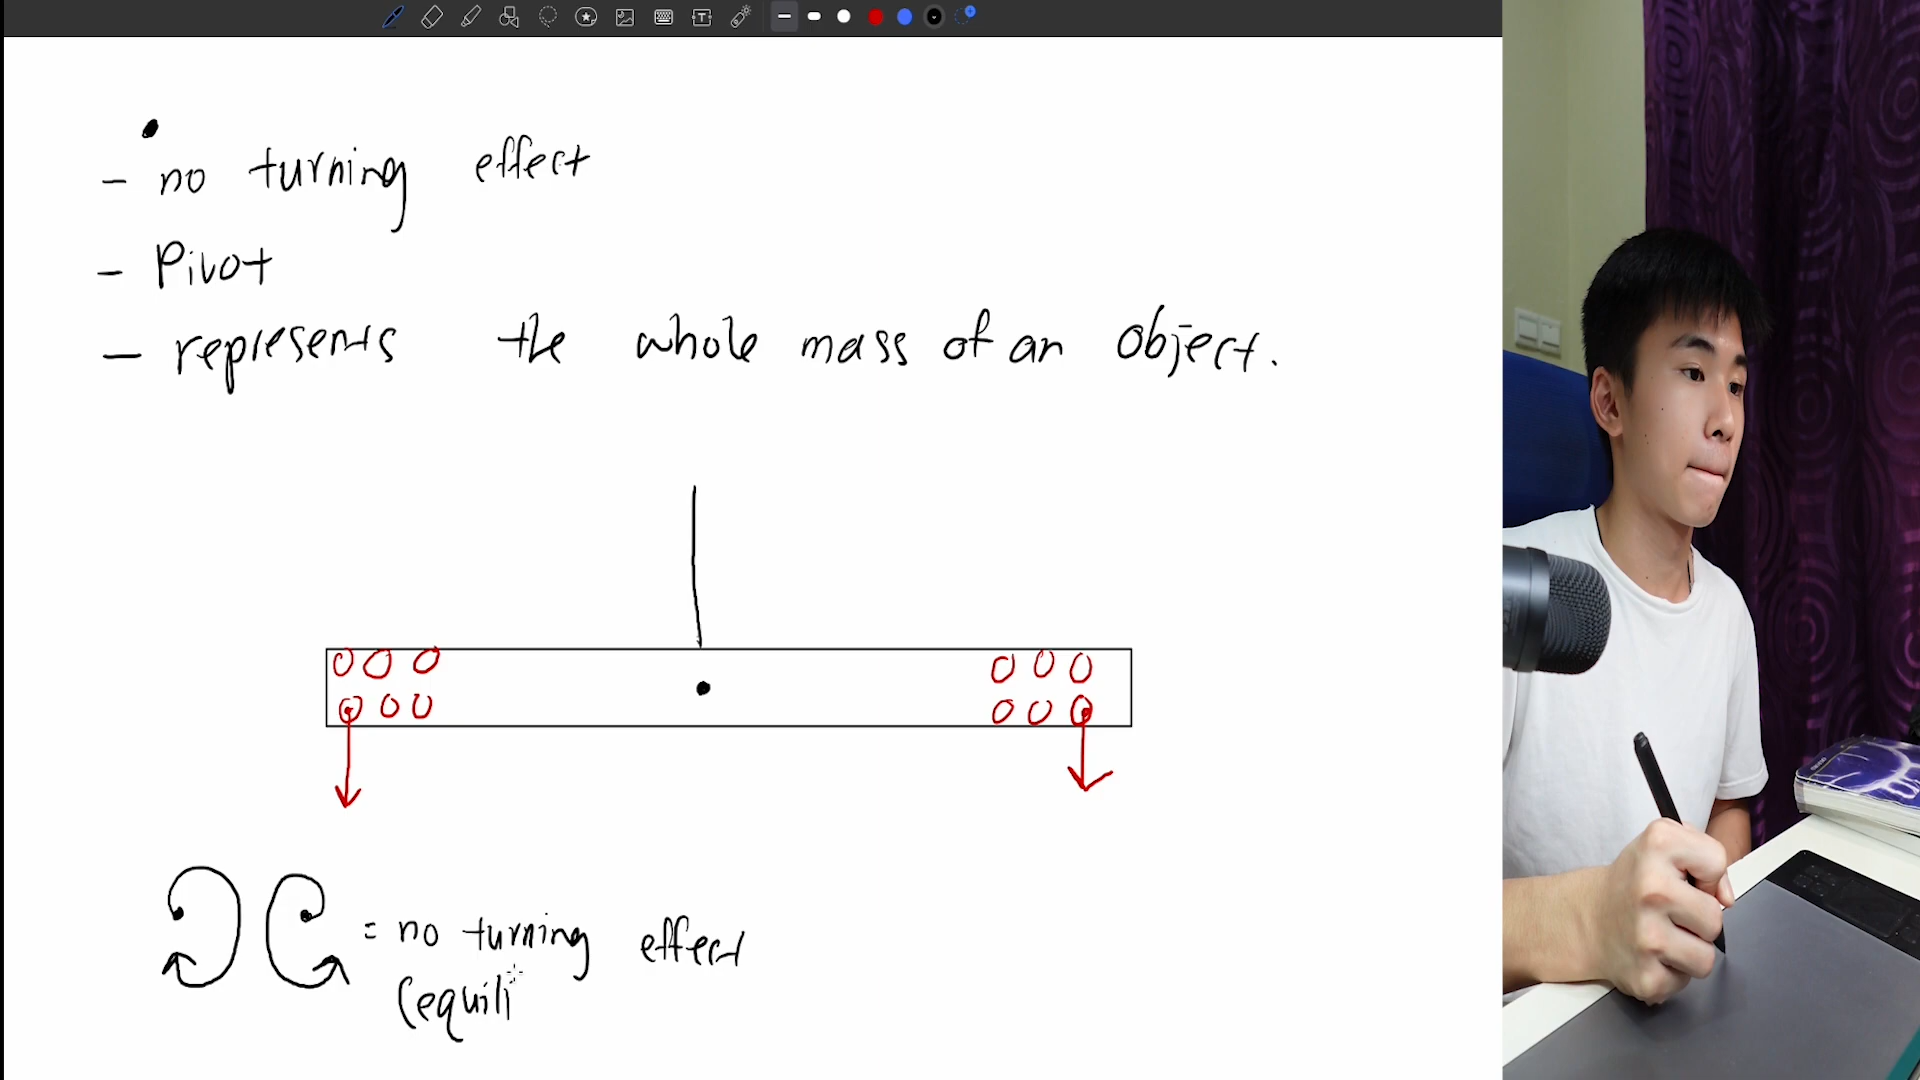 - no turning effect
- Pivot
- represents the whole mass of an object.
= no turning effect
(equili